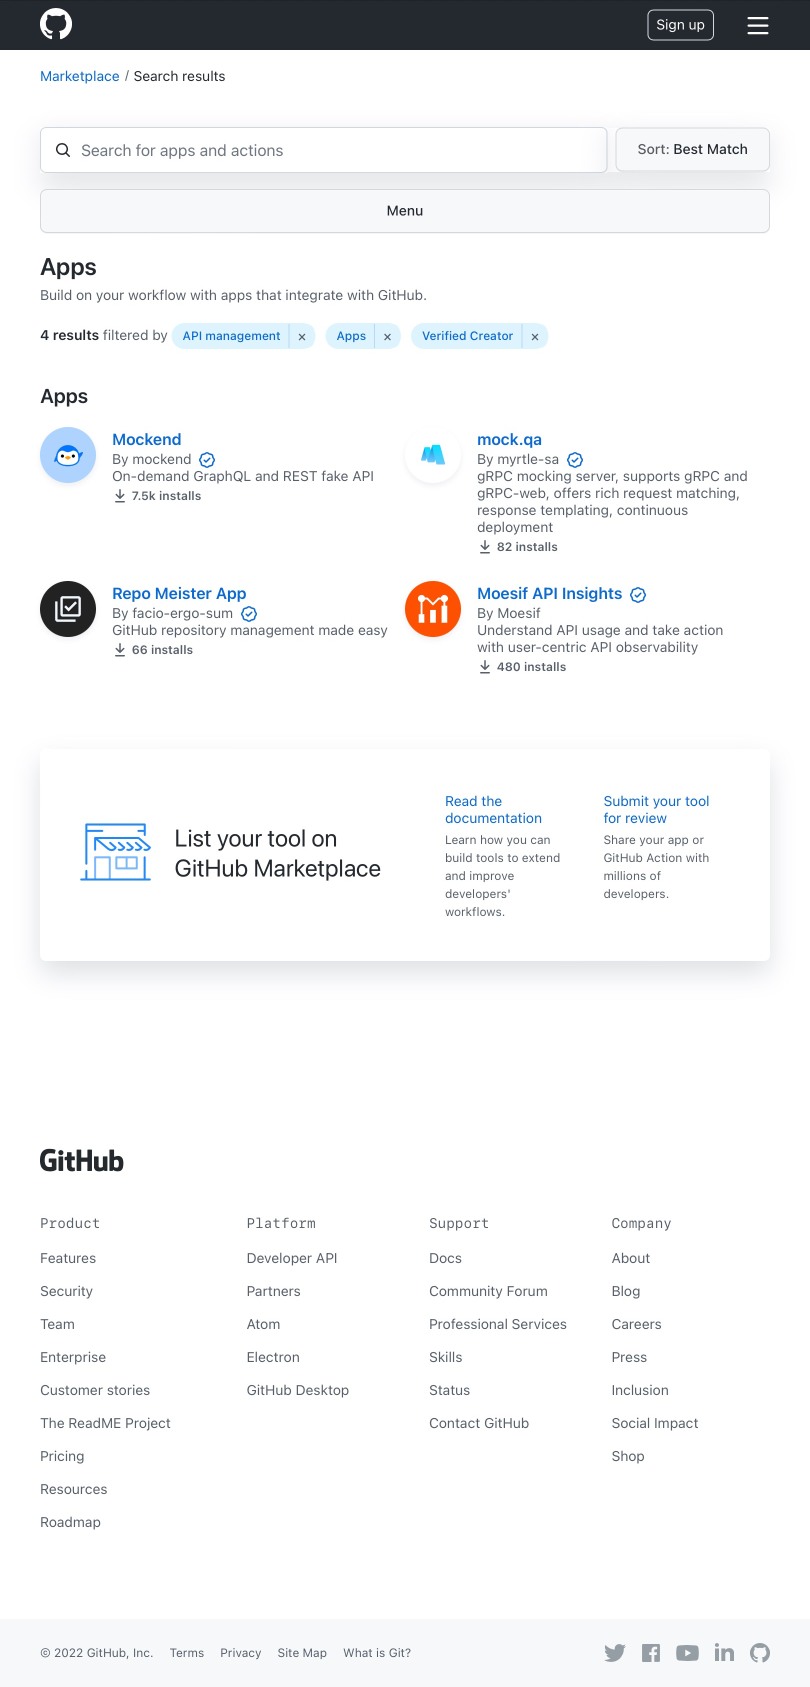 Sign up
Marketplace / Search results
Search for apps and actions
Sort: Best Match
Menu
Apps
Build on your workflow with apps that integrate with GitHub.
4 results filtered by API management × Apps × Verified Creator ×
Apps
Mockend
By mockend
On-demand GraphQL and REST fake API
7.5k installs
mock.qa
By myrtle-sa
gRPC mocking server, supports gRPC and
gRPC-web, offers rich request matching,
response templating, continuous
deployment
82 installs
Repo Meister App
By facio-ergo-sum
GitHub repository management made easy
66 installs
Moesif API Insights
By Moesif
Understand API usage and take action
with user-centric API observability
480 installs
List your tool on
GitHub Marketplace
Read the
documentation
Learn how you can
build tools to extend
and improve
developers'
workflows.
Submit your tool
for review
Share your app or
GitHub Action with
millions of
developers.
GitHub
Product
Features
Security
Team
Enterprise
Customer stories
The ReadME Project
Pricing
Resources
Roadmap
Platform
Developer API
Partners
Atom
Electron
GitHub Desktop
Support
Docs
Community Forum
Professional Services
Skills
Status
Contact GitHub
Company
About
Blog
Careers
Press
Inclusion
Social Impact
Shop
© 2022 GitHub, Inc. Terms Privacy Site Map What is Git?